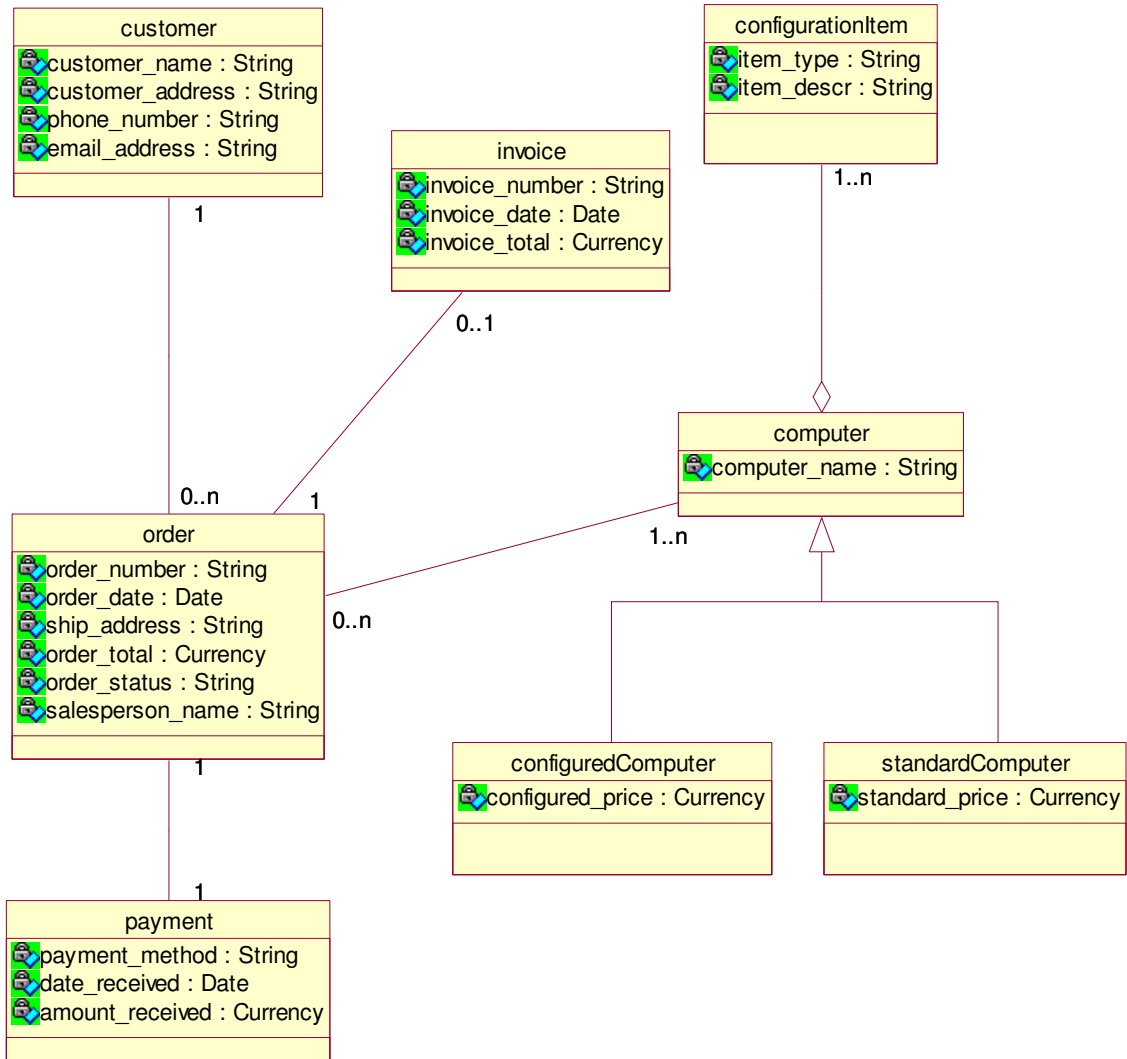 customer
customer_name : String
customer_address : String
phone_number : String
email_address : String
1
configurationItem
item_type : String
item_descr : String
1..n
invoice
invoice_number : String
invoice_date : Date
invoice_total : Currency
0..1
computer
computer_name : String
1..n
0..n
1
order
order_number : String
order_date : Date
ship_address : String
order_total : Currency
order_status : String
salesperson_name : String
0..n
1
configuredComputer
configured_price : Currency
standardComputer
standard_price : Currency
1
payment
payment_method : String
date_received : Date
amount_received : Currency